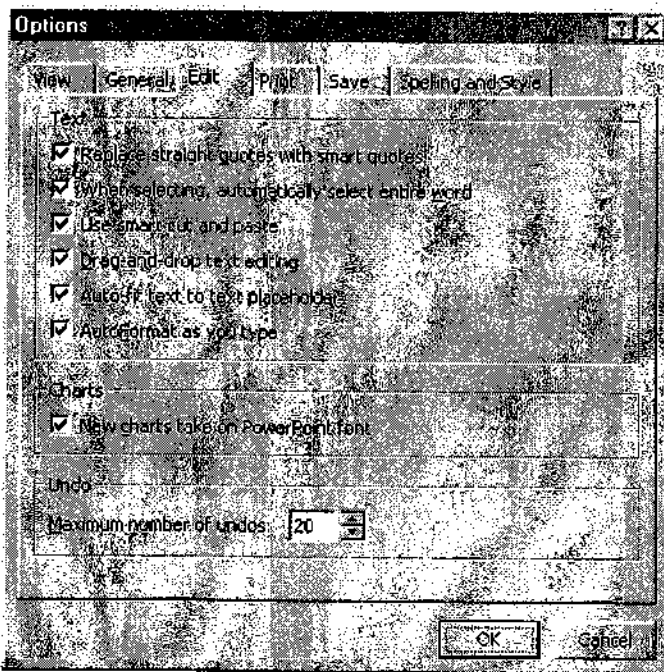 Options
View General Edit Print Save Spelling and Style
Text
Replace straight quotes with smart quotes
When selecting, automatically select entire word
Use smart cut and paste
Drag-and-drop text editing
Auto-fit text to text placeholder
AutoFormat as you type
Charts
New charts take on PowerPoint font
Undo
Maximum number of undos: 20
OK Cancel